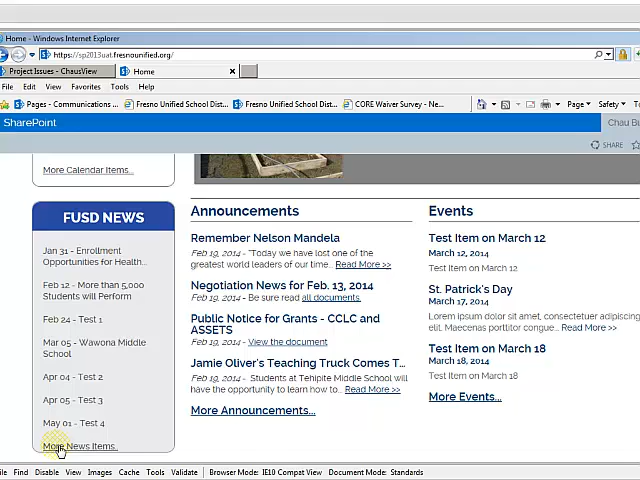 Home - Windows Internet Explorer
https://sp2013uat.fresnounified.org/
Project Issues - ChausView
Home
File Edit View Favorites Tools Help
Pages - Communications ...
Fresno Unified School Dist...
Fresno Unified School Dist...
CORE Waiver Survey - Ne...
Page
Safety
SharePoint
Chau
SHARE
More Calendar Items...
FUSD NEWS
Jan 31 - Enrollment
Opportunities for Health...
Feb 12 - More than 5,000
Students will Perform
Feb 24 - Test 1
Mar 05 - Wawona Middle
School
Apr 04 - Test 2
Apr 05 - Test 3
May 01 - Test 4
More News Items..
Announcements
Remember Nelson Mandela
Feb 19, 2014 - "Today we have lost one of the
greatest world leaders of our time... Read More >>
Negotiation News for Feb. 13, 2014
Feb 19, 2014 - Be sure read all documents.
Public Notice for Grants - CCLC and
ASSETS
Feb 19, 2014 - View the document
Jamie Oliver's Teaching Truck Comes T...
Feb 19, 2014 - Students at Tehipite Middle School will
have the opportunity to learn how to... Read More >>
More Announcements...
Events
Test Item on March 12
March 12, 2014
Test Item on March 12
St. Patrick's Day
March 17, 2014
Lorem ipsum dolor sit amet, consectetuer adipiscing
elit. Maecenas porttitor congue... Read More >>
Test Item on March 18
March 18, 2014
Test Item on March 18
More Events...
File Find Disable View Images Cache Tools Validate
Browser Mode: IE10 Compat View
Document Mode: Standards